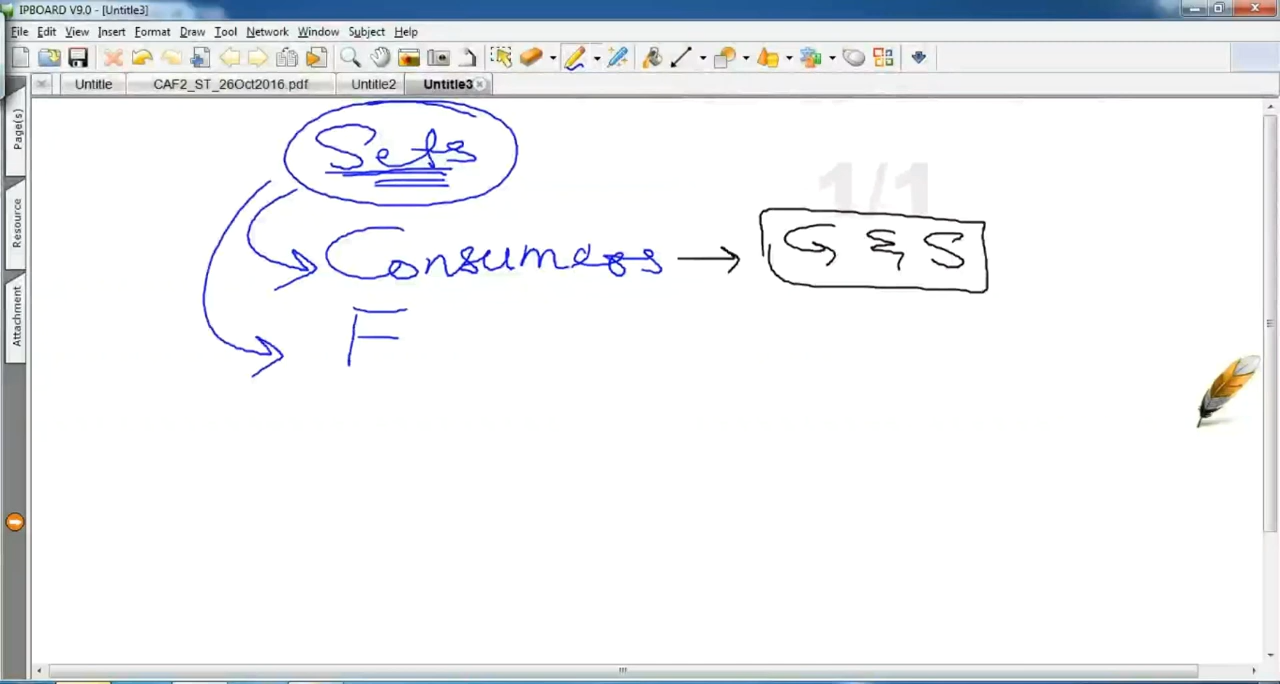 IPBOARD V9.0 - [Untitle3]
File Edit View Insert Format Draw Tool Network Window Subject Help
Untitle CAF2_ST_26Oct2016.pdf Untitle2 Untitle3
Page(s)
Resource
Attachment
1/1
Sets
Consumers → G & S
F